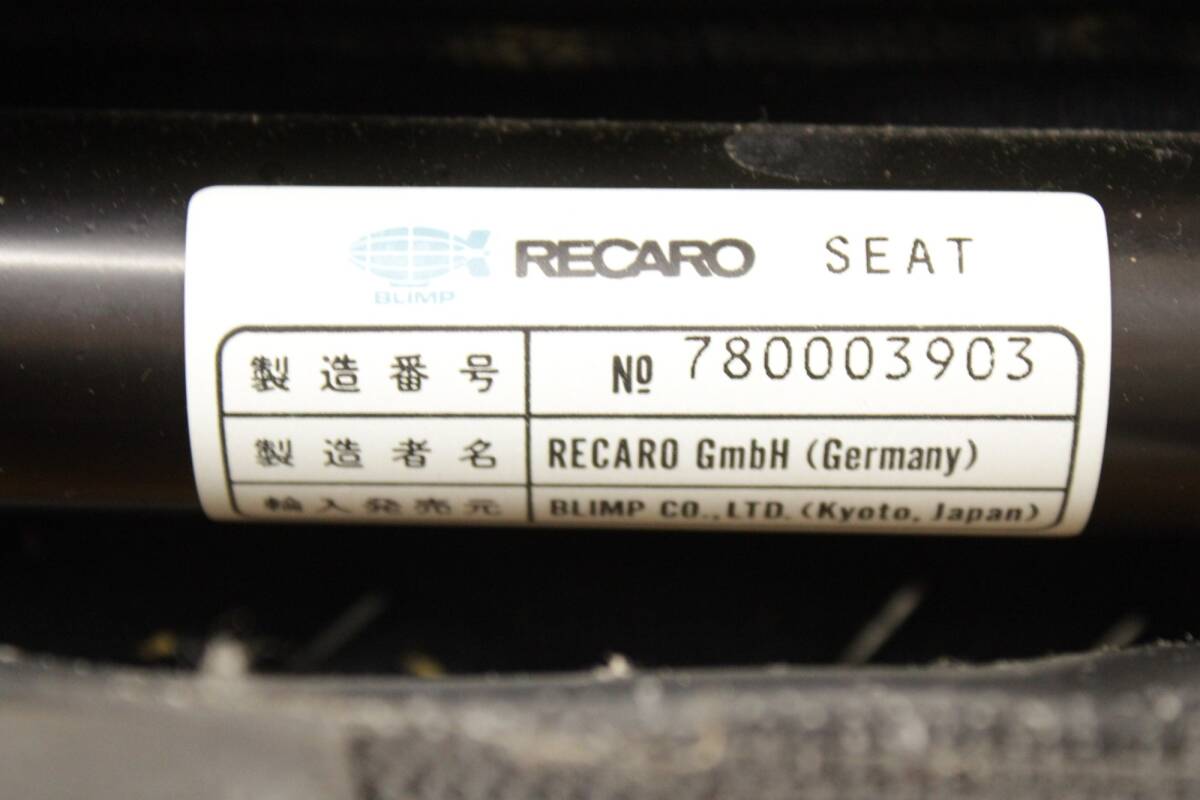 BLIMP RECARO SEAT
製造番号 № 780003903
製造者名 RECARO GmbH (Germany)
輸入発売元 BLIMP CO., LTD. (Kyoto, Japan)